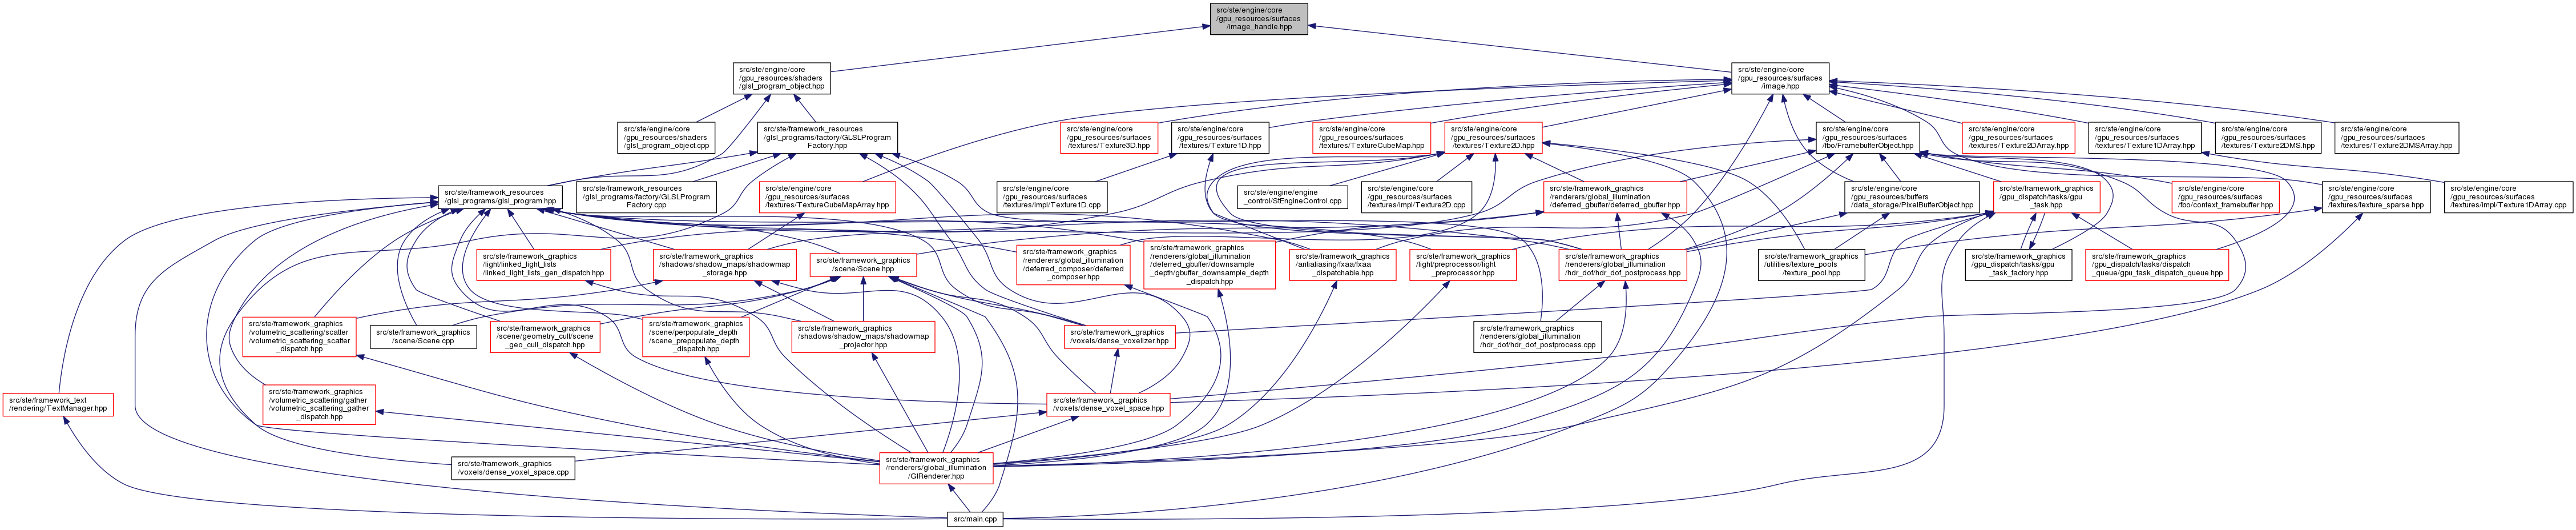 src/ste/engine/core
/gpu_resources/surfaces
/image_handle.hpp
src/ste/engine/core
/gpu_resources/shaders
/glsl_program_object.hpp
src/ste/engine/core
/gpu_resources/surfaces
/image.hpp
src/ste/engine/core
/gpu_resources/shaders
/glsl_program_object.cpp
src/ste/framework_resources
/glsl_programs/factory/GLSLProgram
Factory.hpp
src/ste/engine/core
/gpu_resources/surfaces
/textures/Texture3D.hpp
src/ste/engine/core
/gpu_resources/surfaces
/textures/Texture1D.hpp
src/ste/engine/core
/gpu_resources/surfaces
/textures/TextureCubeMap.hpp
src/ste/engine/core
/gpu_resources/surfaces
/textures/Texture2D.hpp
src/ste/engine/core
/gpu_resources/surfaces
/fbo/FramebufferObject.hpp
src/ste/engine/core
/gpu_resources/surfaces
/textures/Texture2DArray.hpp
src/ste/engine/core
/gpu_resources/surfaces
/textures/Texture1DArray.hpp
src/ste/engine/core
/gpu_resources/surfaces
/textures/Texture2DMS.hpp
src/ste/engine/core
/gpu_resources/surfaces
/textures/Texture2DMSArray.hpp
src/ste/framework_resources
/glsl_programs/glsl_program.hpp
src/ste/framework_resources
/glsl_programs/factory/GLSLProgram
Factory.cpp
src/ste/engine/core
/gpu_resources/surfaces
/textures/TextureCubeMapArray.hpp
src/ste/engine/core
/gpu_resources/surfaces
/textures/impl/Texture1D.cpp
src/ste/engine/engine
_control/StEngineControl.cpp
src/ste/engine/core
/gpu_resources/surfaces
/textures/impl/Texture2D.cpp
src/ste/framework_graphics
/renderers/global_illumination
/deferred_gbuffer/deferred_gbuffer.hpp
src/ste/engine/core
/gpu_resources/buffers
/data_storage/PixelBufferObject.hpp
src/ste/framework_graphics
/gpu_dispatch/tasks/gpu
_task.hpp
src/ste/engine/core
/gpu_resources/surfaces
/fbo/context_framebuffer.hpp
src/ste/engine/core
/gpu_resources/surfaces
/textures/texture_sparse.hpp
src/ste/engine/core
/gpu_resources/surfaces
/textures/impl/Texture1DArray.cpp
src/ste/framework_graphics
/light/linked_light_lists
/linked_light_lists_gen_dispatch.hpp
src/ste/framework_graphics
/shadows/shadow_maps/shadowmap
_storage.hpp
src/ste/framework_graphics
/scene/Scene.hpp
src/ste/framework_graphics
/renderers/global_illumination
/deferred_composer/deferred
_composer.hpp
src/ste/framework_graphics
/renderers/global_illumination
/deferred_gbuffer/downsample
_depth/gbuffer_downsample_depth
_dispatch.hpp
src/ste/framework_graphics
/antialiasing/fxaa/fxaa
_dispatchable.hpp
src/ste/framework_graphics
/light/preprocessor/light
_preprocessor.hpp
src/ste/framework_graphics
/renderers/global_illumination
/hdr_dof/hdr_dof_postprocess.hpp
src/ste/framework_graphics
/utilities/texture_pools
/texture_pool.hpp
src/ste/framework_graphics
/gpu_dispatch/tasks/gpu
_task_factory.hpp
src/ste/framework_graphics
/gpu_dispatch/tasks/dispatch
_queue/gpu_task_dispatch_queue.hpp
src/ste/framework_graphics
/volumetric_scattering/scatter
/volumetric_scattering_scatter
_dispatch.hpp
src/ste/framework_graphics
/scene/Scene.cpp
src/ste/framework_graphics
/scene/geometry_cull/scene
_geo_cull_dispatch.hpp
src/ste/framework_graphics
/scene/perpopulate_depth
/scene_prepopulate_depth
_dispatch.hpp
src/ste/framework_graphics
/shadows/shadow_maps/shadowmap
_projector.hpp
src/ste/framework_graphics
/voxels/dense_voxelizer.hpp
src/ste/framework_graphics
/renderers/global_illumination
/hdr_dof/hdr_dof_postprocess.cpp
src/ste/framework_text
/rendering/TextManager.hpp
src/ste/framework_graphics
/volumetric_scattering/gather
/volumetric_scattering_gather
_dispatch.hpp
src/ste/framework_graphics
/voxels/dense_voxel_space.hpp
src/ste/framework_graphics
/voxels/dense_voxel_space.cpp
src/ste/framework_graphics
/renderers/global_illumination
/GIRenderer.hpp
src/main.cpp